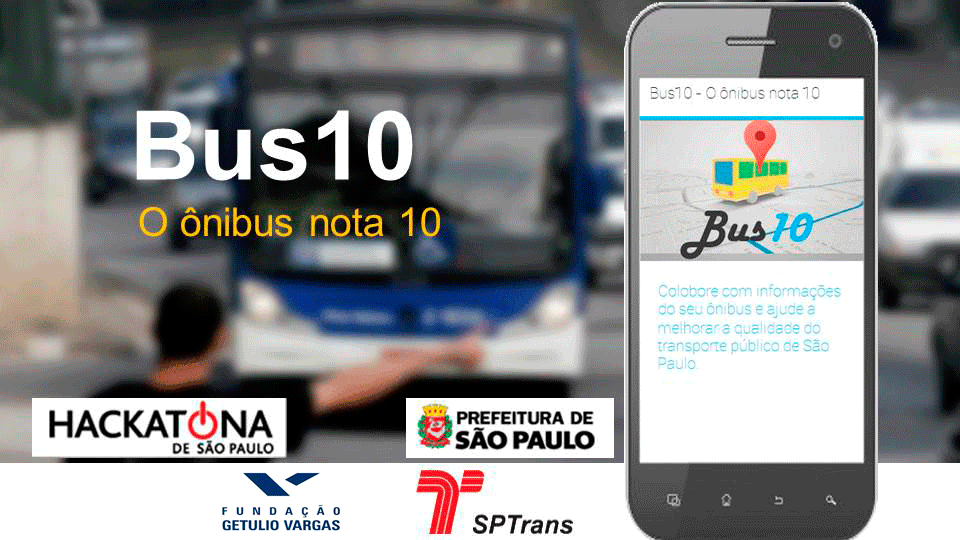 Bus10
O ônibus nota 10
Bus10 - O ônibus nota 10
Bus10
Colobore com informações
do seu ônibus e ajude a
melhorar a qualidade do
transporte público de São
Paulo.
HACKATONA
DE SÃO PAULO
PREFEITURA DE
SÃO PAULO
FUNDAÇÃO
GETULIO VARGAS
SPTrans